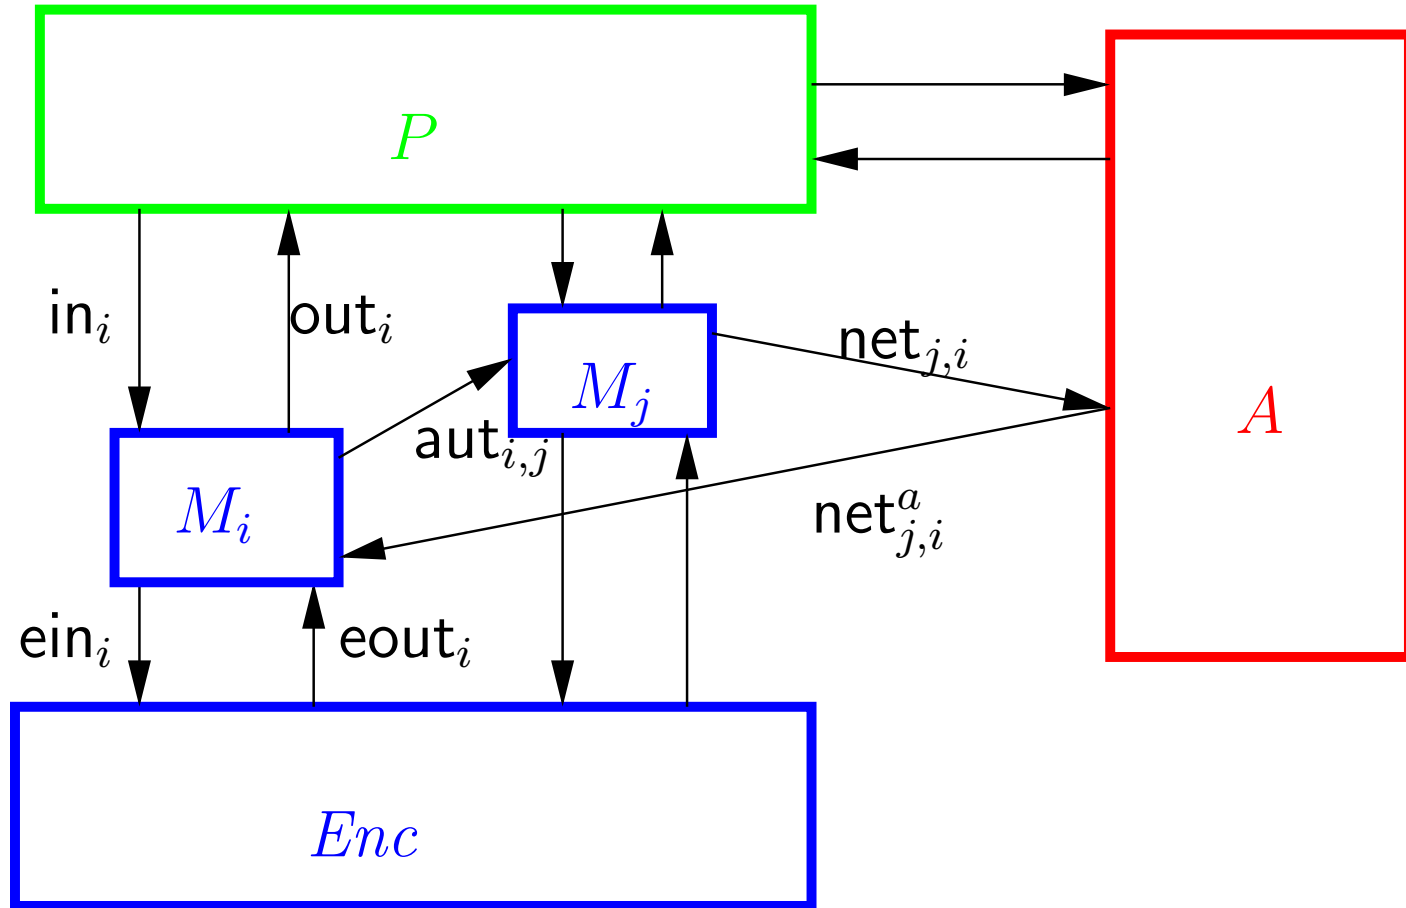 P
in_i
out_i
net_{j,i}
M_j
A
aut_{i,j}
M_i
net^a_{j,i}
ein_i
eout_i
Enc